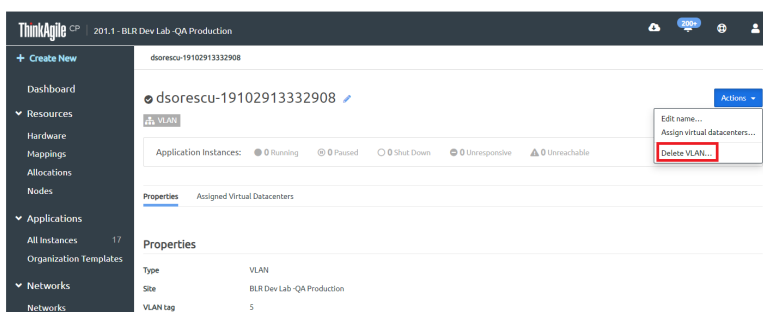 ThinkAgile CP | 201.1 - BLR Dev Lab -QA Production
200+
+ Create New
dsorescu-19102913332908
Dashboard
dsorescu-19102913332908
Actions
VLAN
Edit name...
Assign virtual datacenters...
Delete VLAN...
Resources
Hardware
Mappings
Allocations
Nodes
Application Instances: 0 Running 0 Paused 0 Shut Down 0 Unresponsive 0 Unreachable
Properties Assigned Virtual Datacenters
Applications
All Instances 17
Organization Templates
Properties
Type VLAN
Site BLR Dev Lab -QA Production
VLAN tag 5
Networks
Networks